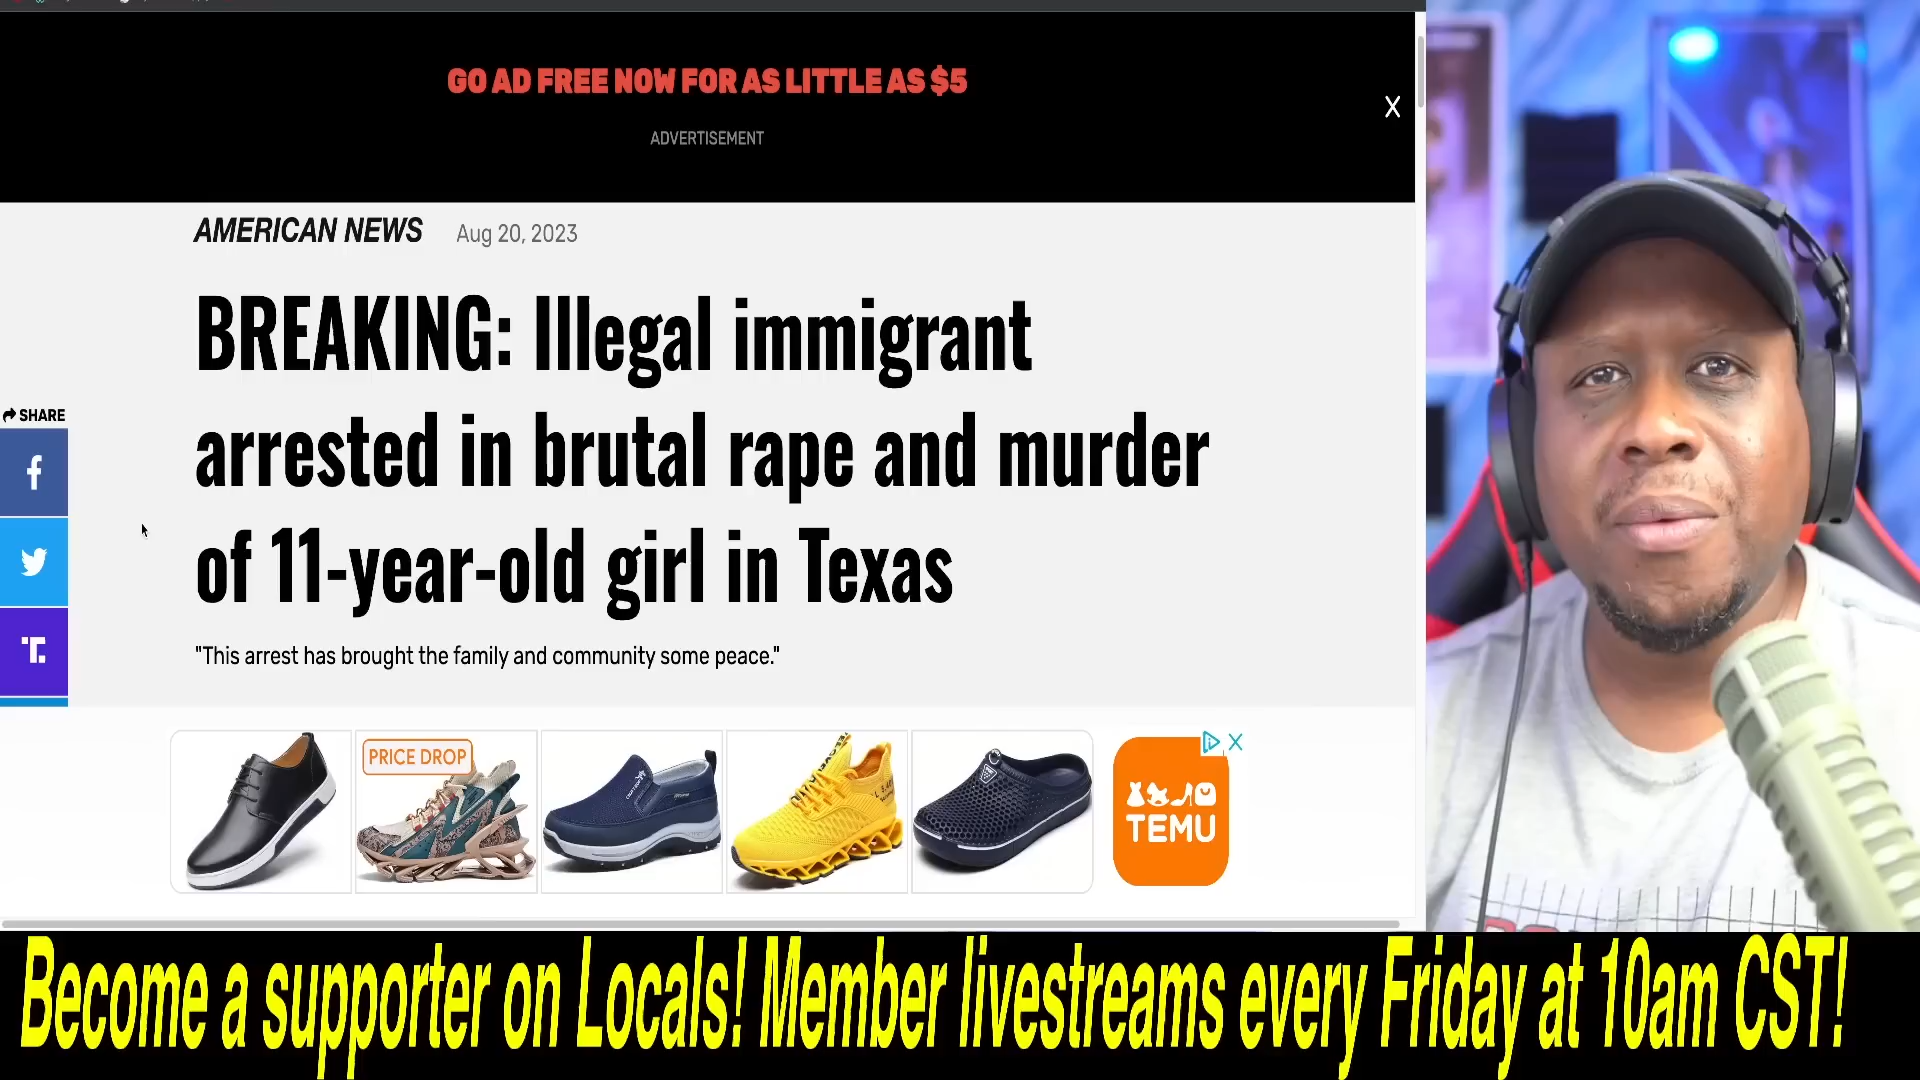 GO AD FREE NOW FOR AS LITTLE AS $5
X
ADVERTISEMENT
AMERICAN NEWS Aug 20, 2023
BREAKING: Illegal immigrant
arrested in brutal rape and murder
of 11-year-old girl in Texas
"This arrest has brought the family and community some peace."
SHARE
PRICE DROP
TEMU
Become a supporter on Locals! Member livestreams every Friday at 10am CST!